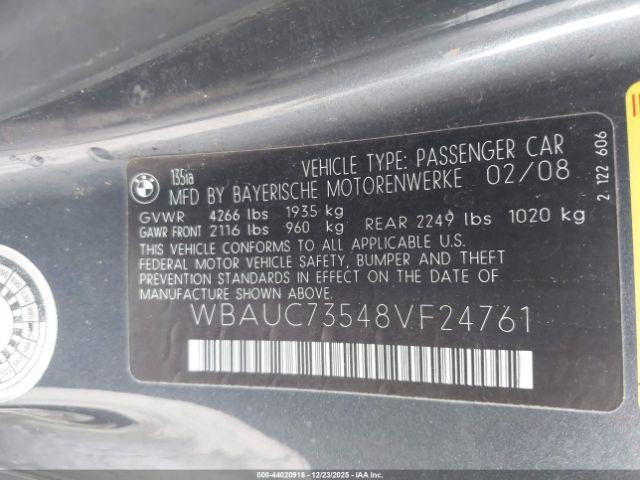 135ia
VEHICLE TYPE: PASSENGER CAR
MFD BY BAYERISCHE MOTORENWERKE 02/08
GVWR 4266 lbs 1935 kg
GAWR FRONT 2116 lbs 960 kg REAR 2249 lbs 1020 kg
THIS VEHICLE CONFORMS TO ALL APPLICABLE U.S.
FEDERAL MOTOR VEHICLE SAFETY, BUMPER AND THEFT
PREVENTION STANDARDS IN EFFECT ON THE DATE OF
MANUFACTURE SHOWN ABOVE.
WBAUC73548VF24761
2 122 606
000-44020916 - 12/23/2025 - IAAI.COM